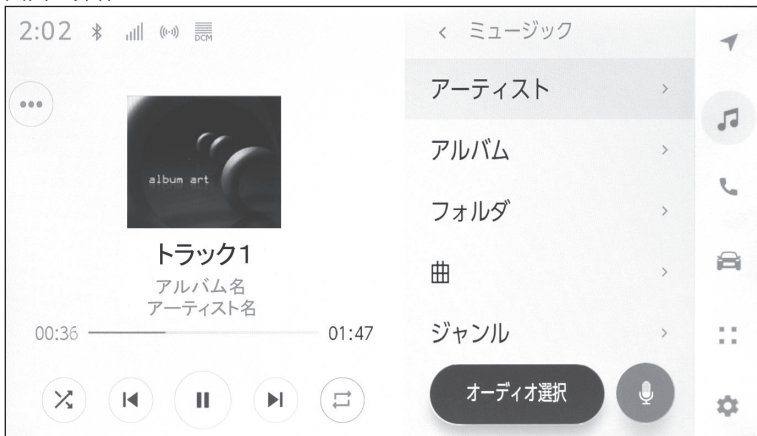 2:02
DCM
album art
トラック1
アルバム名
アーティスト名
00:36
01:47
ミュージック
アーティスト
アルバム
フォルダ
曲
ジャンル
オーディオ選択